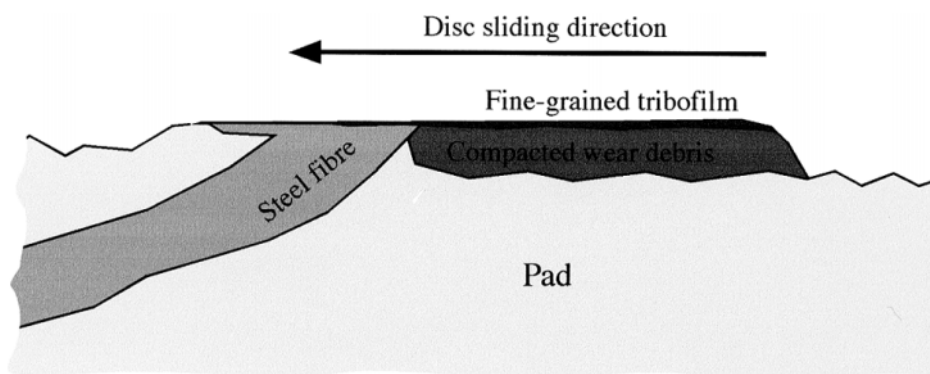 Disc sliding direction
Fine-grained tribofilm
Compacted wear debris
Steel fibre
Pad